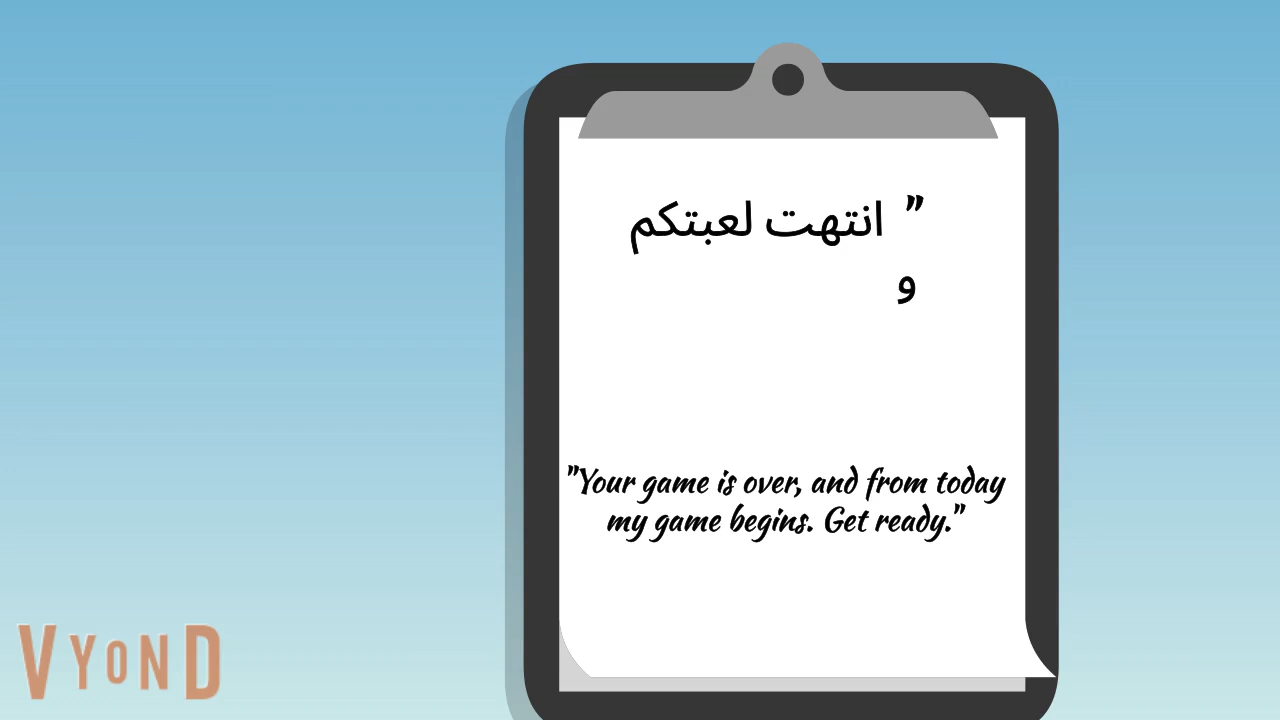 ” انتهت لعبتكم
و
"Your game is over, and from today
my game begins. Get ready."
VYOND